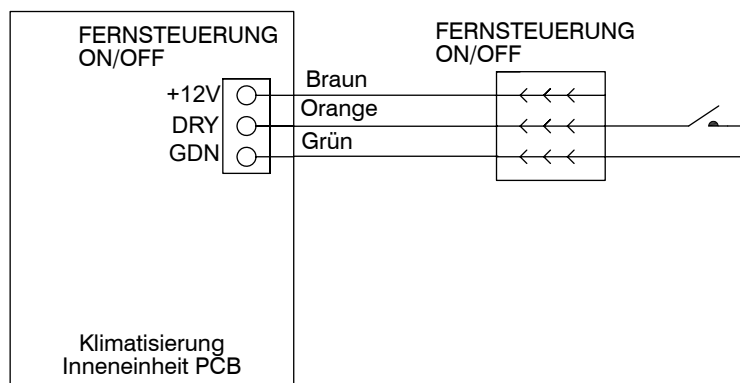 FERNSTEUERUNG
ON/OFF
FERNSTEUERUNG
ON/OFF
+12V
Braun
DRY
Orange
GDN
Grün
Klimatisierung
Inneneinheit PCB